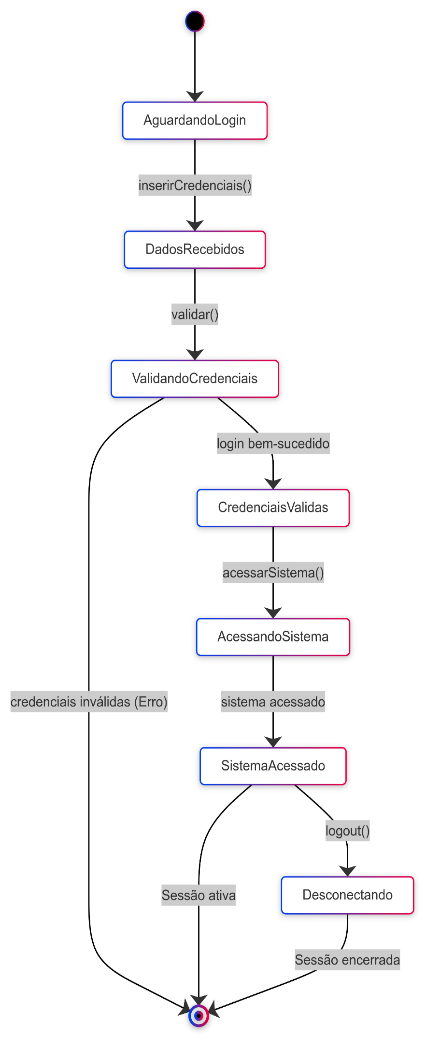 AguardandoLogin
inserirCredenciais()
DadosRecebidos
validar()
ValidandoCredenciais
login bem-sucedido
CredenciaisValidas
acessarSistema()
AcessandoSistema
credenciais inválidas (Erro)
sistema acessado
SistemaAcessado
logout()
Sessão ativa
Desconectando
Sessão encerrada